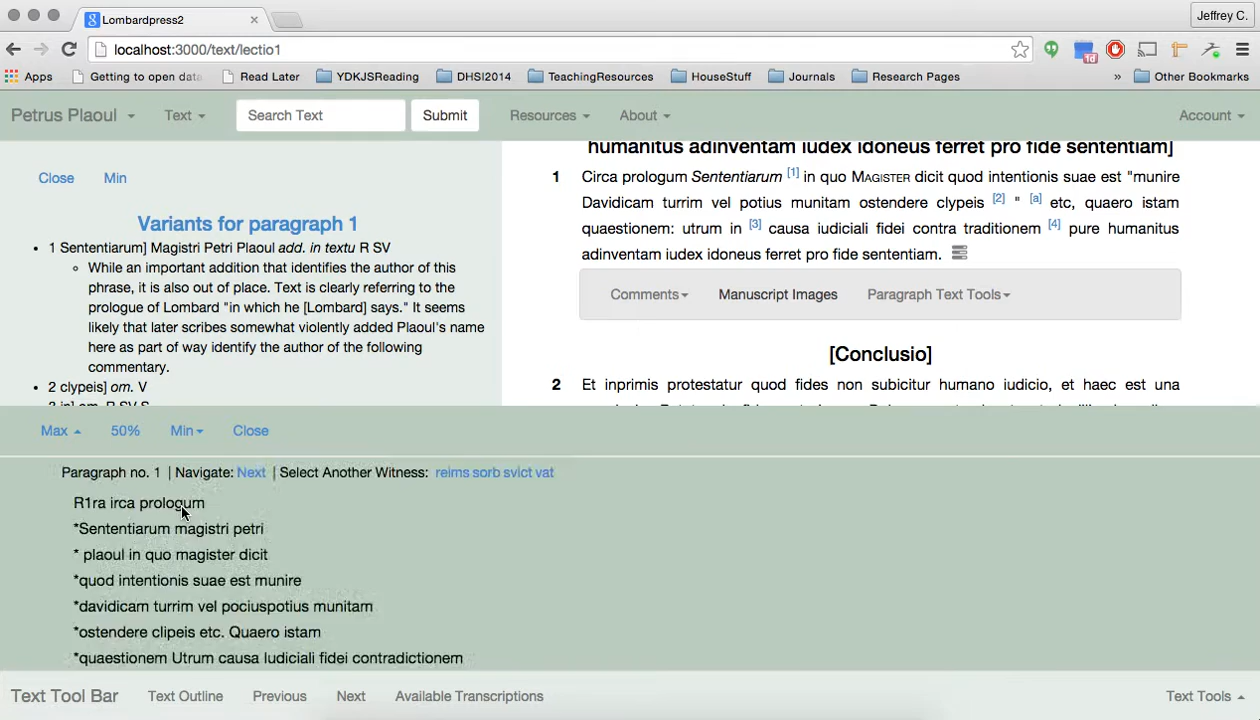 Lombardpress2
Jeffrey C.
localhost:3000/text/lectio1
1d
Apps
Getting to open data
Read Later
YDKJSReading
DHSI2014
TeachingResources
HouseStuff
Journals
Research Pages
»
Other Bookmarks
Petrus Plaoul
Text
Search Text
Submit
Resources
About
Account
Close
Min
Variants for paragraph 1
• 1 Sententiarum] Magistri Petri Plaoul add. in textu R SV
While an important addition that identifies the author of this
phrase, it is also out of place. Text is clearly referring to the
prologue of Lombard "in which he [Lombard] says." It seems
likely that later scribes somewhat violently added Plaoul's name
here as part of way identify the author of the following
commentary.
• 2 clypeis] om. V
3 in] om. R SV S
humanitus adinventam iudex idoneus ferret pro fide sententiam]
1 Circa prologum Sententiarum [1] in quo Magister dicit quod intentionis suae est "munire
Davidicam turrim vel potius munitam ostendere clypeis [2] " [a] etc, quaero istam
quaestionem: utrum in [3] causa iudiciali fidei contra traditionem [4] pure humanitus
adinventam iudex idoneus ferret pro fide sententiam.
Comments
Manuscript Images
Paragraph Text Tools
[Conclusio]
2 Et inprimis protestatur quod fides non subicitur humano iudicio, et haec est una
Max
50%
Min
Close
Paragraph no. 1 | Navigate: Next | Select Another Witness: reims sorb svict vat
R1ra irca prologum
*Sententiarum magistri petri
* plaoul in quo magister dicit
*quod intentionis suae est munire
*davidicam turrim vel pociuspotius munitam
*ostendere clipeis etc. Quaero istam
*quaestionem Utrum causa Iudiciali fidei contradictionem
Text Tool Bar
Text Outline
Previous
Next
Available Transcriptions
Text Tools